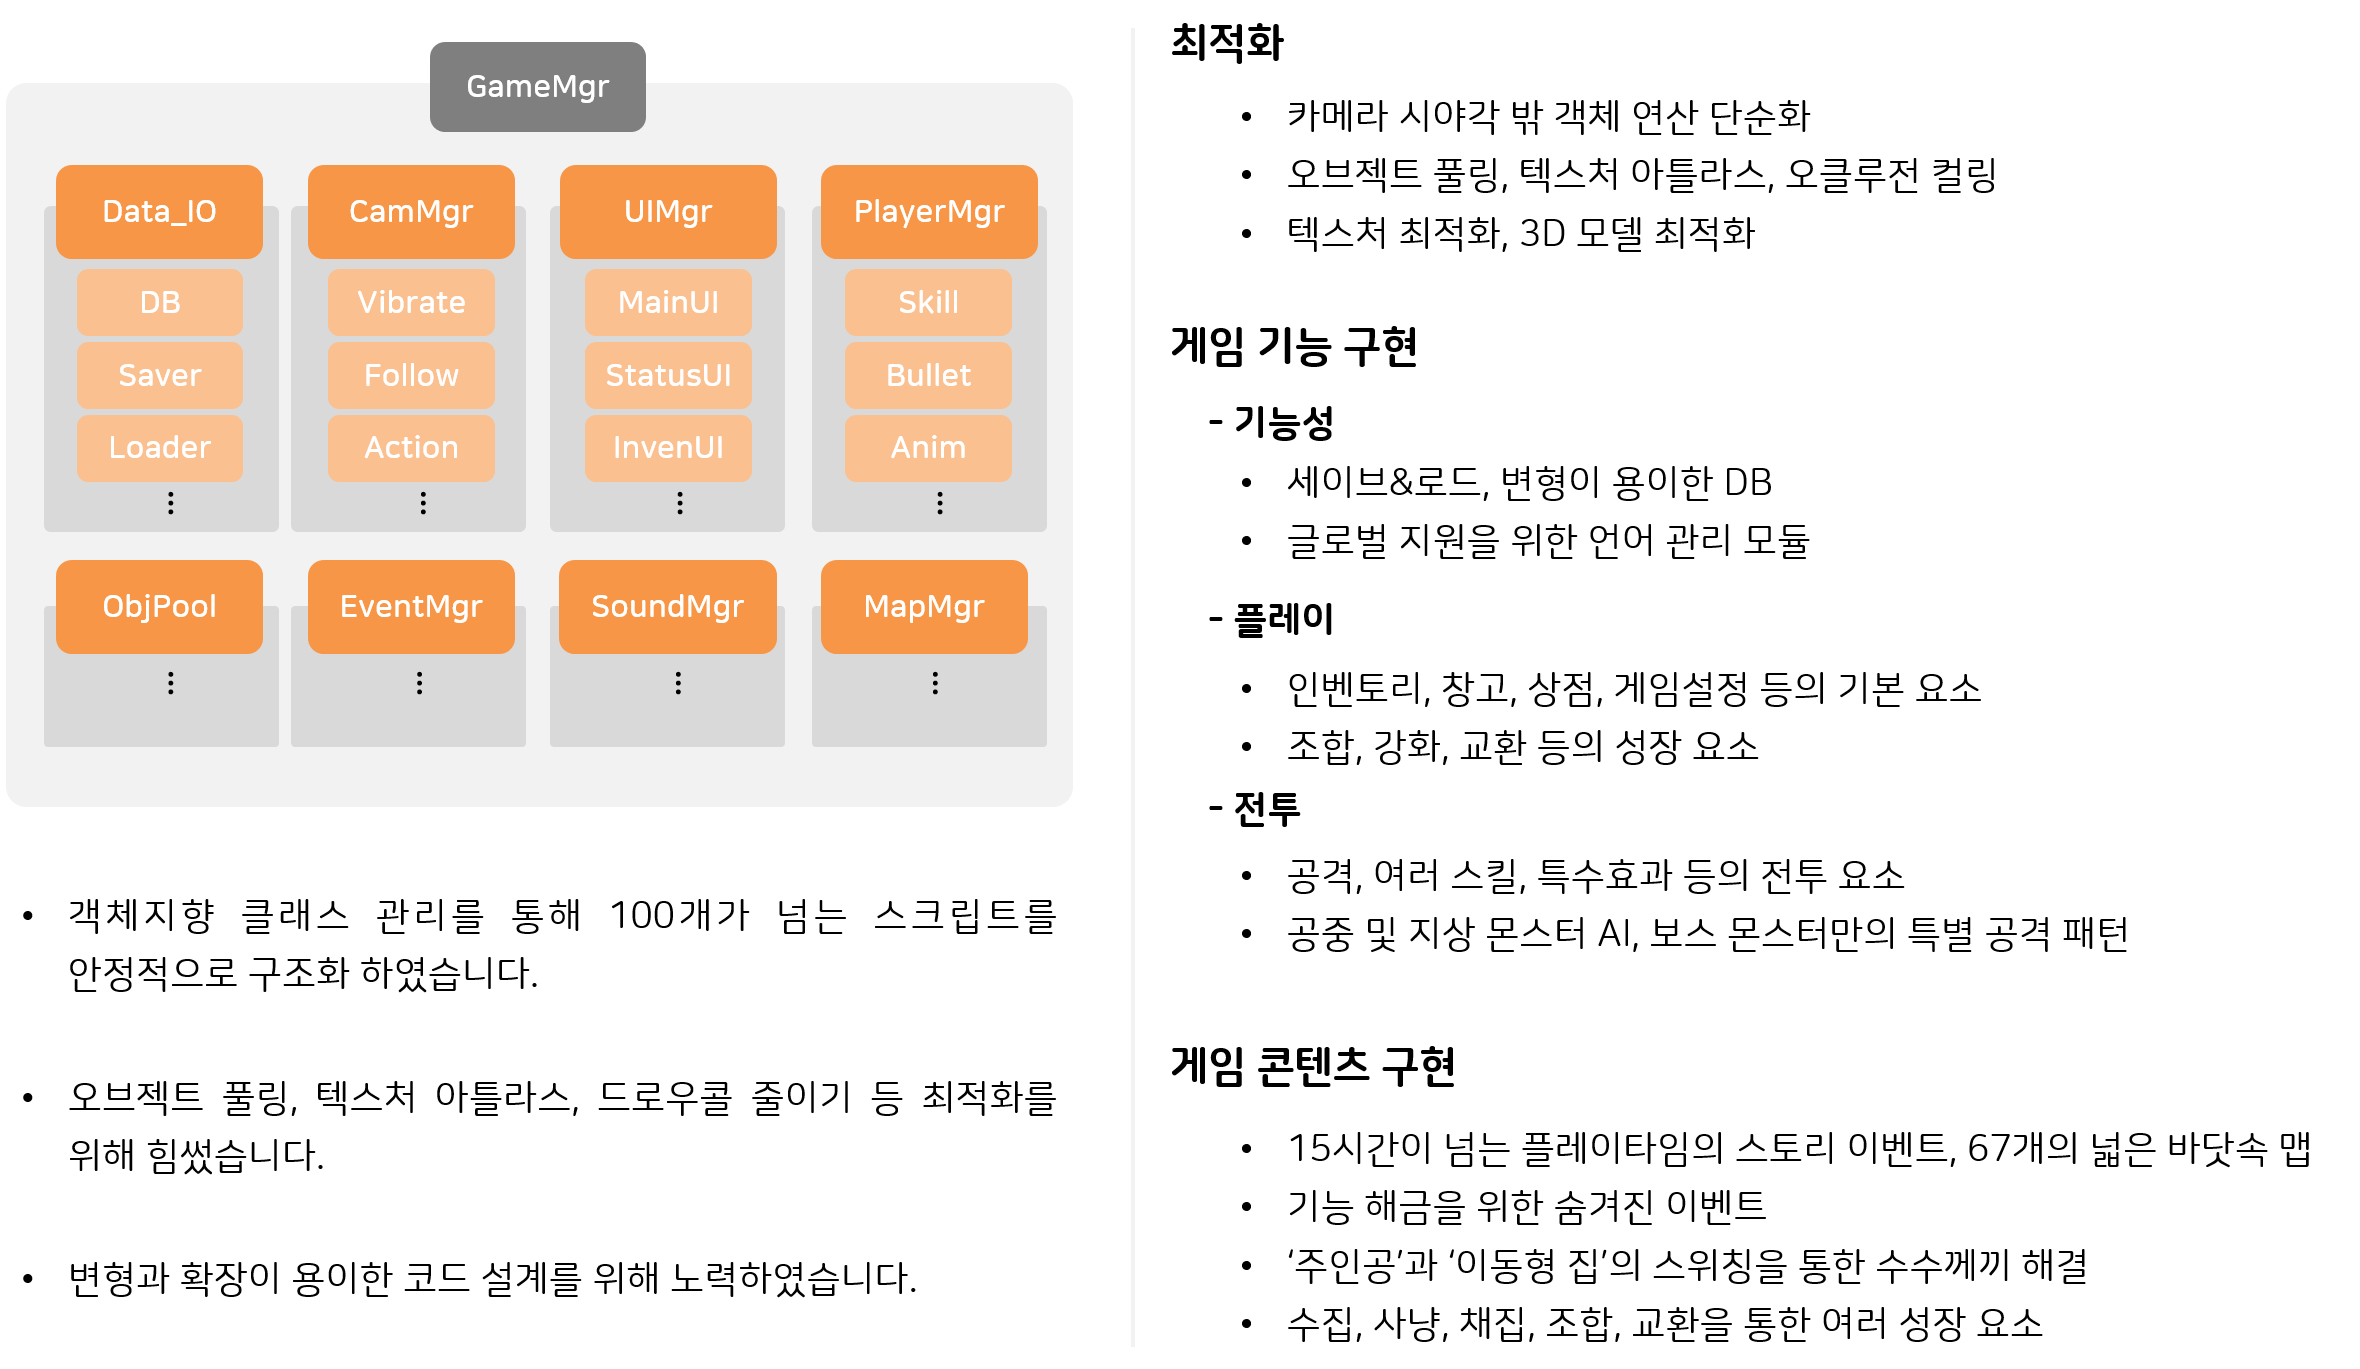 GameMgr
Data_IO
DB
Saver
Loader
CamMgr
Vibrate
Follow
Action
UIMgr
MainUI
StatusUI
InvenUI
PlayerMgr
Skill
Bullet
Anim
ObjPool
EventMgr
SoundMgr
MapMgr
• 객체지향 클래스 관리를 통해 100개가 넘는 스크립트를
안정적으로 구조화 하였습니다.
• 오브젝트 풀링, 텍스처 아틀라스, 드로우콜 줄이기 등 최적화를
위해 힘썼습니다.
• 변형과 확장이 용이한 코드 설계를 위해 노력하였습니다.
최적화
• 카메라 시야각 밖 객체 연산 단순화
• 오브젝트 풀링, 텍스처 아틀라스, 오클루전 컬링
• 텍스처 최적화, 3D 모델 최적화
게임 기능 구현
- 기능성
• 세이브&로드, 변형이 용이한 DB
• 글로벌 지원을 위한 언어 관리 모듈
- 플레이
• 인벤토리, 창고, 상점, 게임설정 등의 기본 요소
• 조합, 강화, 교환 등의 성장 요소
- 전투
• 공격, 여러 스킬, 특수효과 등의 전투 요소
• 공중 및 지상 몬스터 AI, 보스 몬스터만의 특별 공격 패턴
게임 콘텐츠 구현
• 15시간이 넘는 플레이타임의 스토리 이벤트, 67개의 넓은 바닷속 맵
• 기능 해금을 위한 숨겨진 이벤트
• ‘주인공’과 ‘이동형 집’의 스위칭을 통한 수수께끼 해결
• 수집, 사냥, 채집, 조합, 교환을 통한 여러 성장 요소